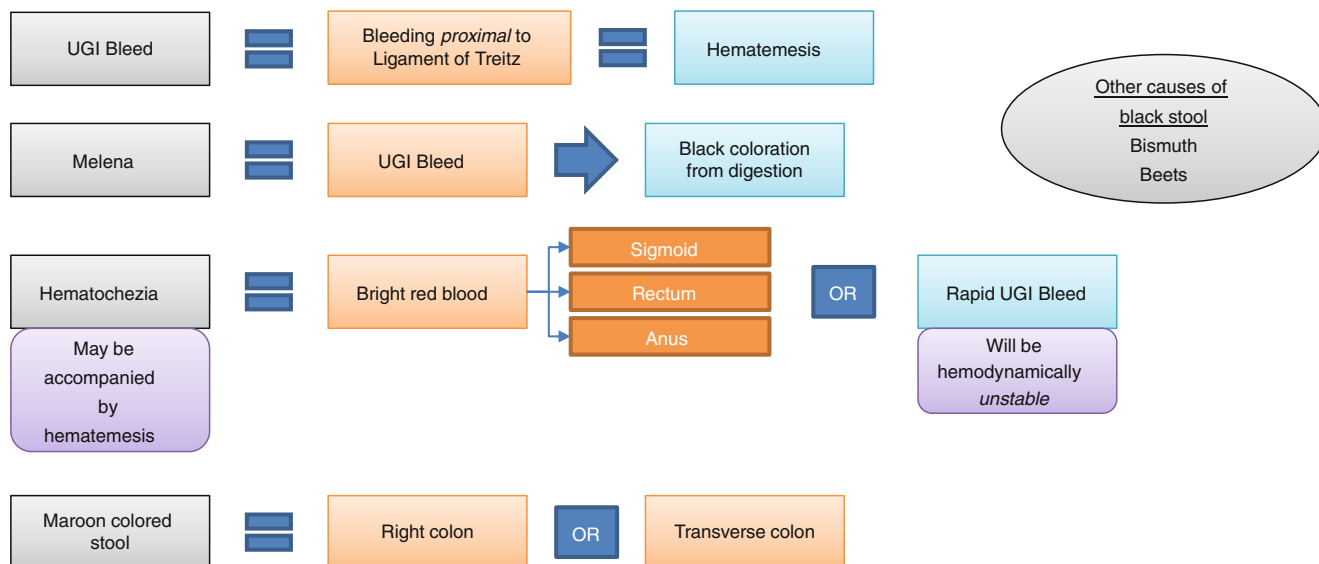 UGI Bleed
Bleeding proximal to
Ligament of Treitz
Hematemesis
Other causes of
black stool
Bismuth
Beets
Melena
UGI Bleed
Black coloration
from digestion
Hematochezia
Bright red blood
Sigmoid
Rectum
Anus
OR
Rapid UGI Bleed
May be
accompanied
by
hematemesis
Will be
hemodynamically
unstable
Maroon colored
stool
Right colon
OR
Transverse colon